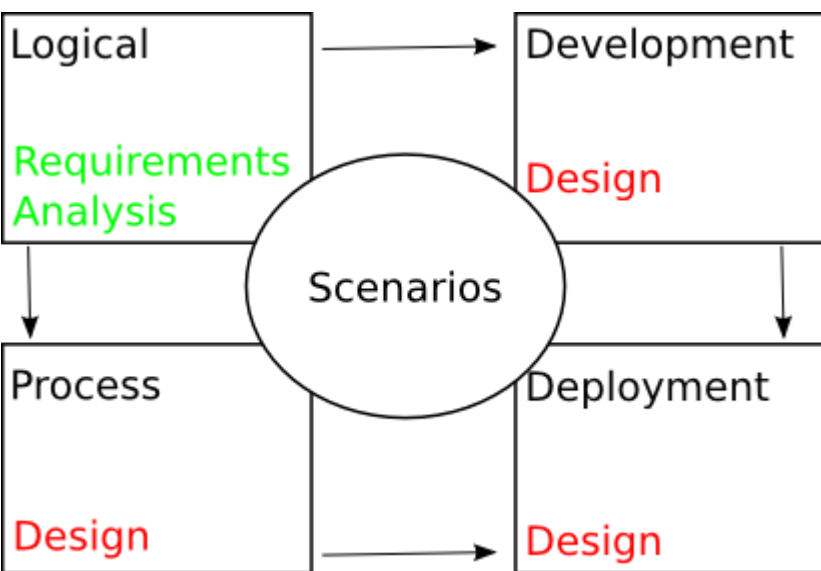 Logical
Development
Requirements
Analysis
Design
Scenarios
Process
Deployment
Design
Design